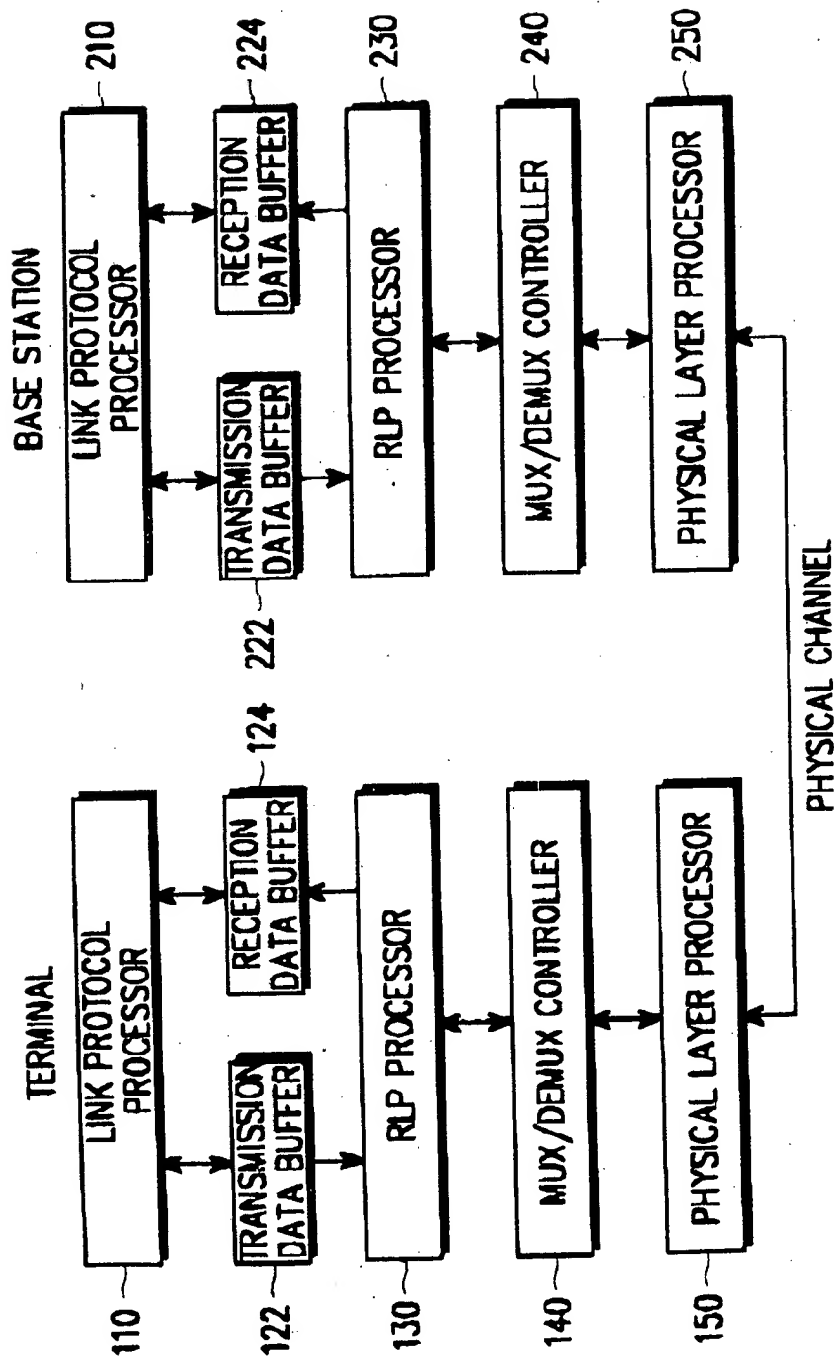 TERMINAL
110
LINK PROTOCOL
PROCESSOR
122
TRANSMISSION
DATA BUFFER
RECEPTION
DATA BUFFER
124
130
RLP PROCESSOR
140
MUX/DEMUX CONTROLLER
150
PHYSICAL LAYER PROCESSOR
BASE STATION
LINK PROTOCOL
PROCESSOR
210
222
TRANSMISSION
DATA BUFFER
RECEPTION
DATA BUFFER
224
RLP PROCESSOR
230
MUX/DEMUX CONTROLLER
240
PHYSICAL LAYER PROCESSOR
250
PHYSICAL CHANNEL